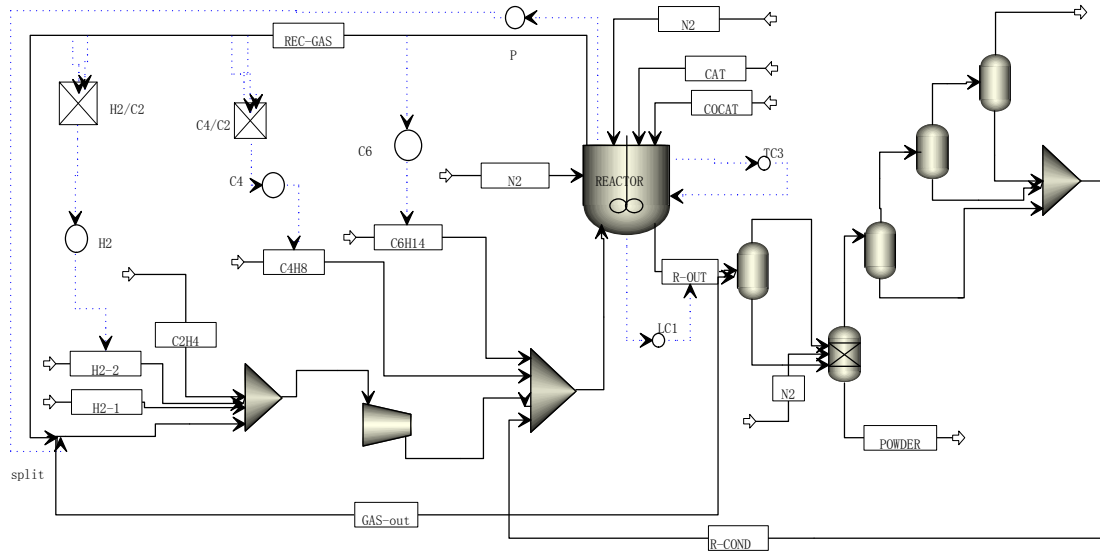 N2
REC-GAS
P
CAT
COCAT
H2/C2
C4/C2
C6
TC3
N2
REACTOR
C4
C6H14
H2
C4H8
R-OUT
LC1
C2H4
H2-2
N2
H2-1
POWDER
split
GAS-out
R-COND